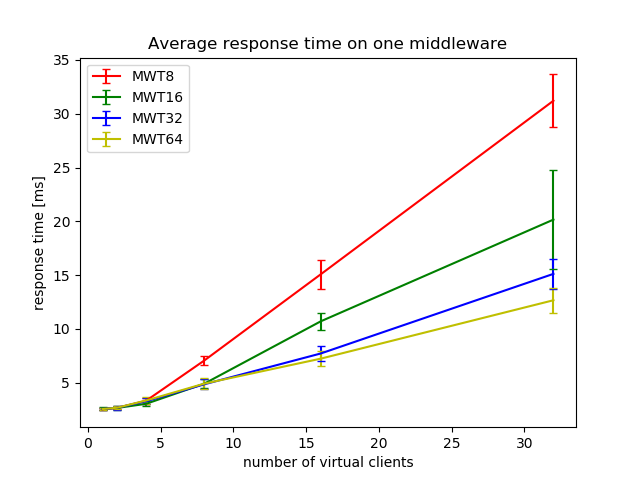 Average response time on one middleware
35
30
25
20
15
10
5
response time [ms]
MWT8
MWT16
MWT32
MWT64
0
5
10
15
20
25
30
number of virtual clients